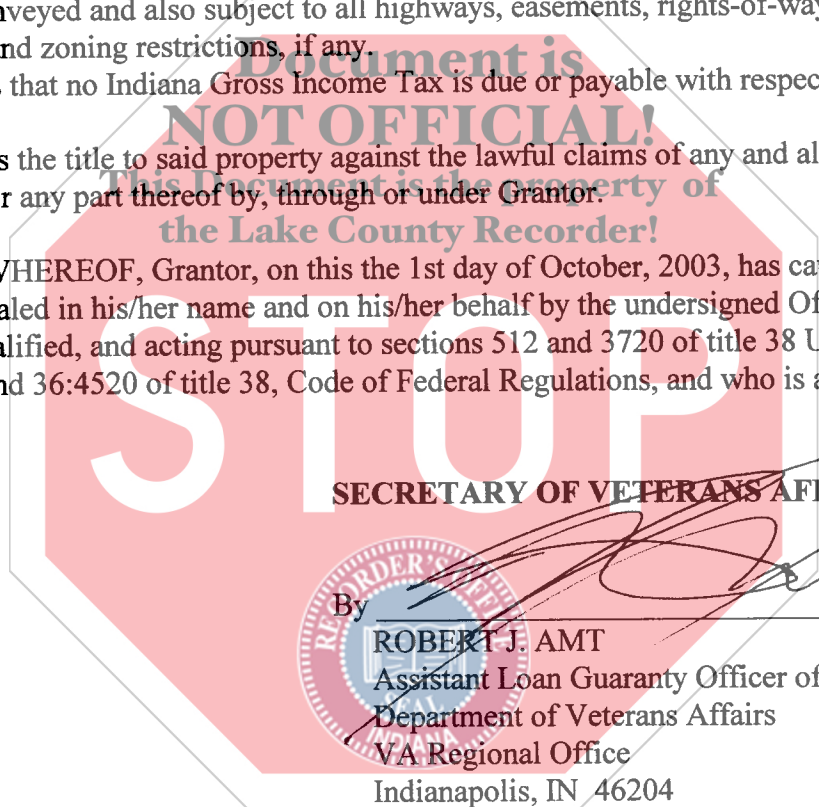 nveyed and also subject to all highways, easements, rights-of-way
nd zoning restrictions, if any.
Document is
that no Indiana Gross Income Tax is due or payable with respec
NOT OFFICIAL!
s the title to said property against the lawful claims of any and al
This Document is the property of
r any part thereof by, through or under Grantor.
the Lake County Recorder!
WHEREOF, Grantor, on this the 1st day of October, 2003, has ca
aled in his/her name and on his/her behalf by the undersigned Of
alified, and acting pursuant to sections 512 and 3720 of title 38 U
nd 36:4520 of title 38, Code of Federal Regulations, and who is a
STOP
SECRETARY OF VETERANS AFF
RECORDER'S OFFICE
By
SEAL
INDIANA
ROBERT J. AMT
Assistant Loan Guaranty Officer of
Department of Veterans Affairs
VA Regional Office
Indianapolis, IN 46204